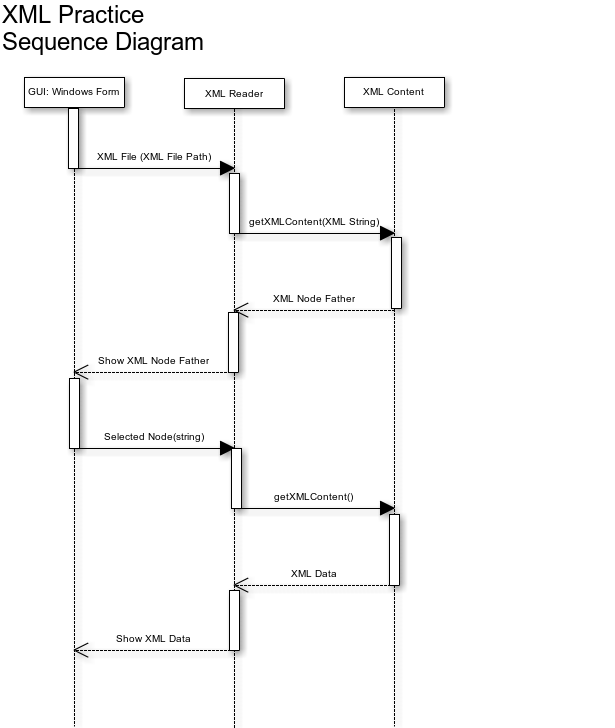 XML Practice
Sequence Diagram
GUI: Windows Form
XML Reader
XML Content
XML File (XML File Path)
getXMLContent(XML String)
XML Node Father
Show XML Node Father
Selected Node(string)
getXMLContent()
XML Data
Show XML Data